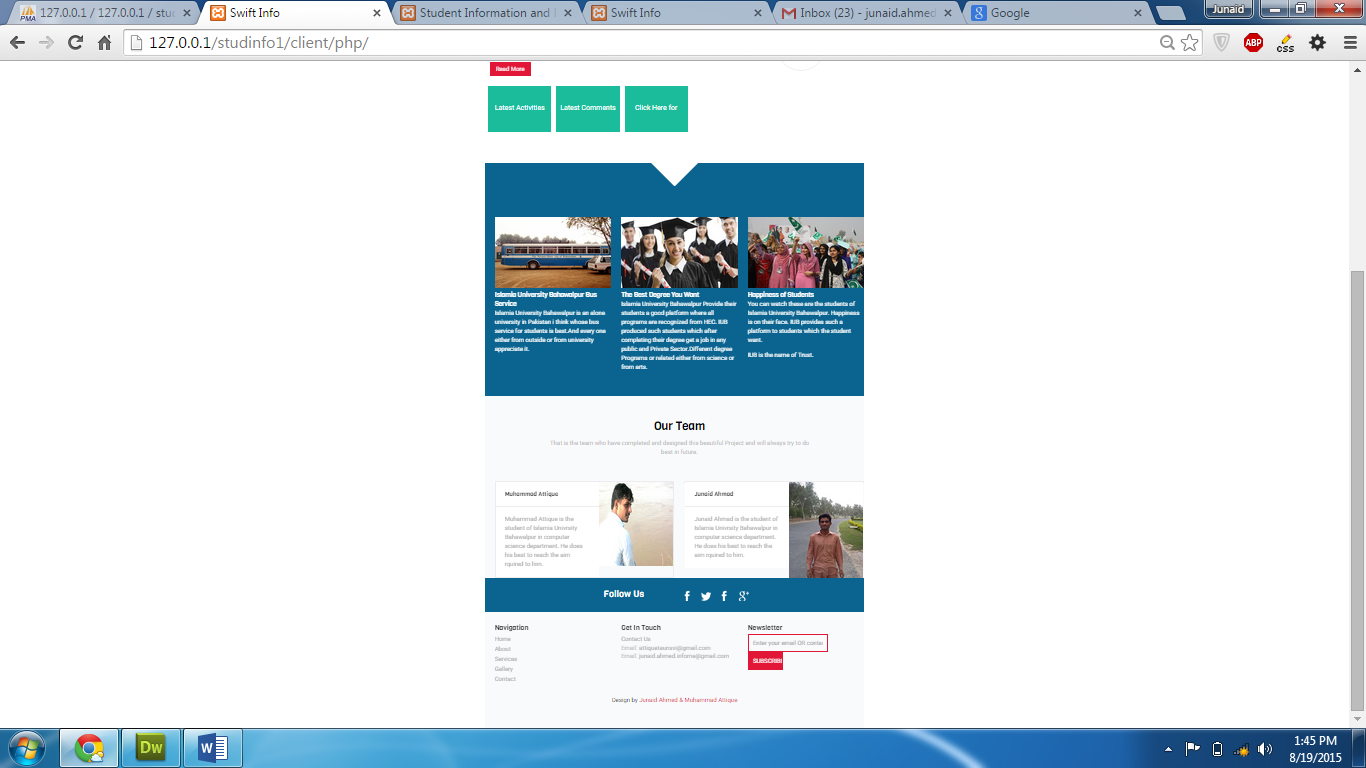 127.0.0.1 / 127.0.0.1 / stud
Swift Info
Student Information and
Swift Info
Inbox (23) - junaid.ahmed
Google
Junaid
127.0.0.1/studinfo1/client/php/
ABP
css
Read More
Latest Activities
Latest Comments
Click Here for
Islamia University Bahawalpur Bus
Service
Islamia University Bahawalpur is an alone
university in Pakistan i think whose bus
service for students is best.And every one
either from outside or from university
appreciate it.
The Best Degree You Want
Islamia University Bahawalpur Provide their
students a good platform where all
programs are recognized from HEC. IUB
produced such students which after
completing their degree get a job in any
public and Private Sector.Different degree
Programs or related either from science or
from arts.
Happiness of Students
You can watch these are the students of
Islamia University Bahawalpur. Happiness
is on their face. IUB provides such a
platform to students which the student
want.
IUB is the name of Trust.
Our Team
That is the team who have completed and designed this beautiful Project and will always try to do
best in future.
Muhammad Attique
Muhammad Attique is the
student of Islamia Univrsity
Bahawalpur in computer
science department. He does
his best to reach the aim
rquired to him.
Junaid Ahmad
Junaid Ahmad is the student of
Islamia Univrsity Bahawalpur in
computer science department.
He does his best to reach the
aim rquired to him.
Follow Us
Navigation
Home
About
Services
Gallery
Contact
Get In Touch
Contact Us
Email:
Email: junaid.ahmed.infome@gmail.com
Newsletter
Enter your email OR contac
SUBSCRIBE
Design by Junaid Ahmad & Muhammad Attique
Dw
W
1:45 PM
8/19/2015